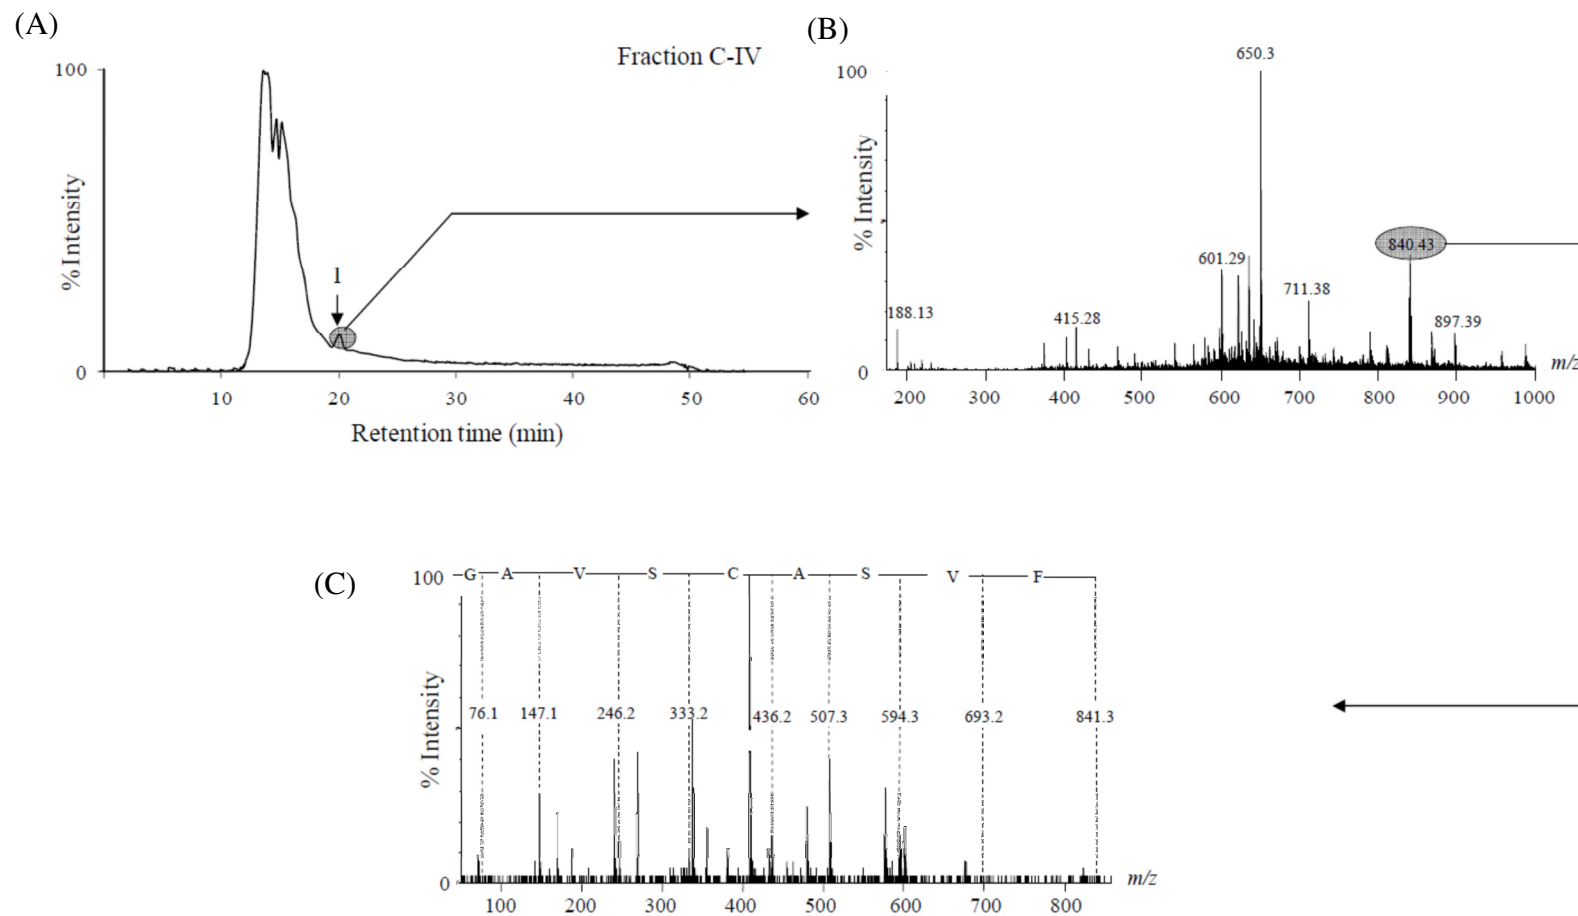 (A)
Fraction C-IV
100
%Intensity
1
0
10 20 30 40 50 60
Retention time (min)
(B)
650.3
100
% Intensity
840.43
601.29
711.38
188.13
415.28
897.39
0
m/z
200 300 400 500 600 700 800 900 1000
(C)
100
G A V S C A S V F
% Intensity
76.1 147.1 246.2 333.2 436.2 507.3 594.3 693.2 841.3
0
m/z
100 200 300 400 500 600 700 800